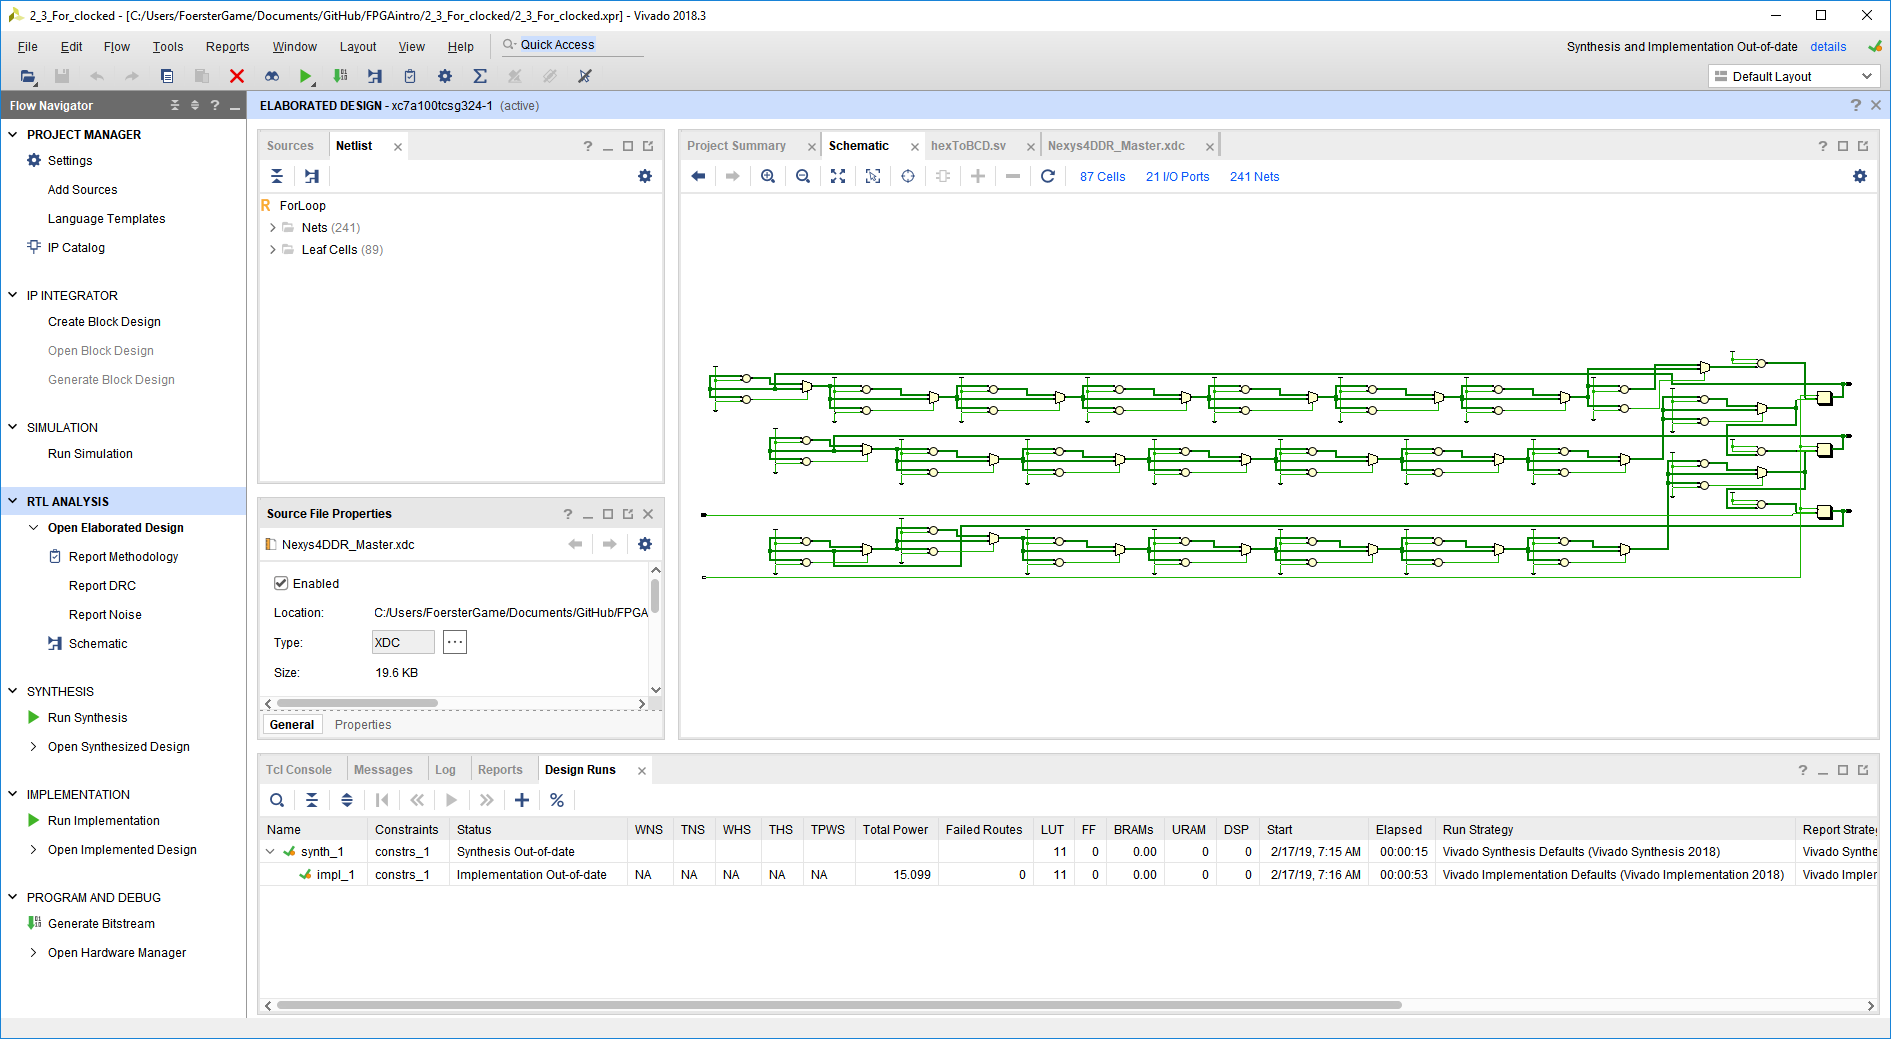 2_3_For_clocked - [C:/Users/FoersterGame/Documents/GitHub/FPGAintro/2_3_For_clocked/2_3_For_clocked.xpr] - Vivado 2018.3
File Edit Flow Tools Reports Window Layout View Help Quick Access Synthesis and Implementation Out-of-date details
Default Layout
Flow Navigator
PROJECT MANAGER
Settings
Add Sources
Language Templates
IP Catalog
IP INTEGRATOR
Create Block Design
Open Block Design
Generate Block Design
SIMULATION
Run Simulation
RTL ANALYSIS
Open Elaborated Design
Report Methodology
Report DRC
Report Noise
Schematic
SYNTHESIS
Run Synthesis
Open Synthesized Design
IMPLEMENTATION
Run Implementation
Open Implemented Design
PROGRAM AND DEBUG
Generate Bitstream
Open Hardware Manager
ELABORATED DESIGN - xc7a100tcsg324-1 (active)
Sources Netlist
ForLoop
Nets (241)
Leaf Cells (89)
Source File Properties
Nexys4DDR_Master.xdc
Enabled
Location: C:/Users/FoersterGame/Documents/GitHub/FPGA
Type: XDC
Size: 19.6 KB
General Properties
Project Summary Schematic hexToBCD.sv Nexys4DDR_Master.xdc
87 Cells 21 I/O Ports 241 Nets
Tcl Console Messages Log Reports Design Runs
Name Constraints Status WNS TNS WHS THS TPWS Total Power Failed Routes LUT FF BRAMs URAM DSP Start Elapsed Run Strategy Report Strate
synth_1 constrs_1 Synthesis Out-of-date 11 0 0.00 0 0 2/17/19, 7:15 AM 00:00:15 Vivado Synthesis Defaults (Vivado Synthesis 2018) Vivado Synthe
impl_1 constrs_1 Implementation Out-of-date NA NA NA NA NA 15.099 0 11 0 0.00 0 0 2/17/19, 7:16 AM 00:00:53 Vivado Implementation Defaults (Vivado Implementation 2018) Vivado Impler